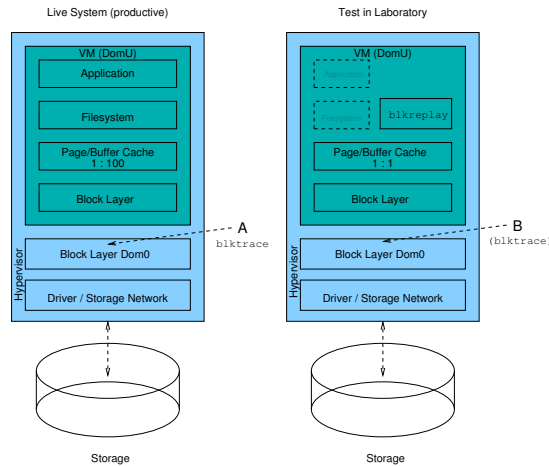 Live System (productive)
VM (DomU)
Application
Filesystem
Page/Buffer Cache
1 : 100
Block Layer
A
blktrace
Block Layer Dom0
Driver / Storage Network
Hypervisor
Storage
Test in Laboratory
VM (DomU)
Application
Filesystem
blkreplay
Page/Buffer Cache
1 : 1
Block Layer
B
(blktrace)
Block Layer Dom0
Driver / Storage Network
Hypervisor
Storage